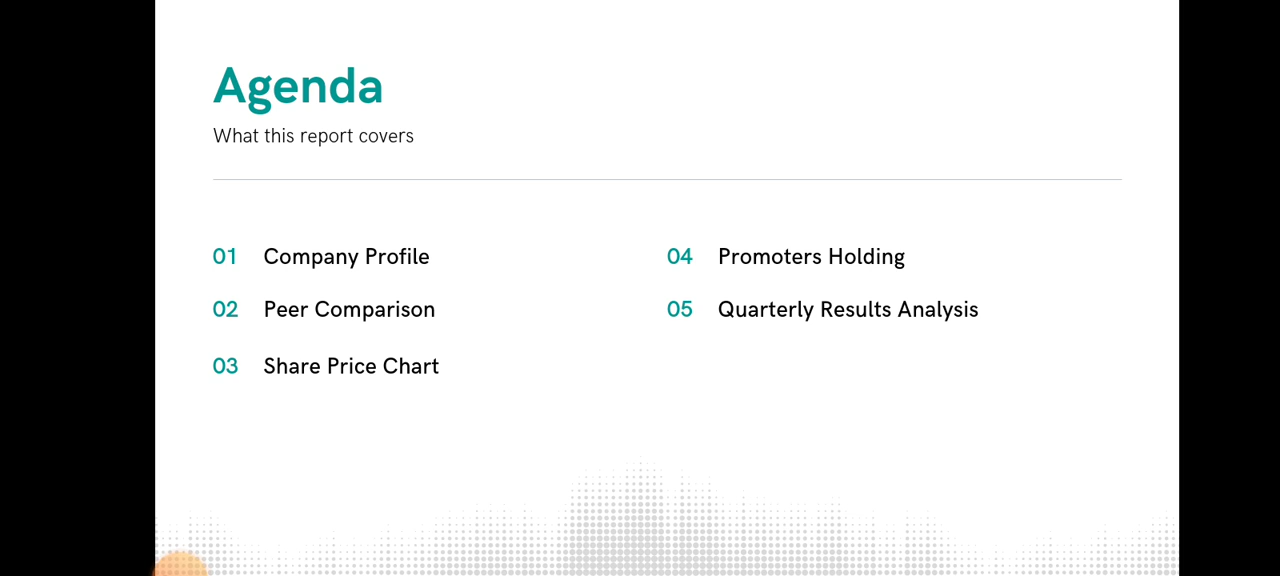 Agenda
What this report covers
01 Company Profile
02 Peer Comparison
03 Share Price Chart
04 Promoters Holding
05 Quarterly Results Analysis